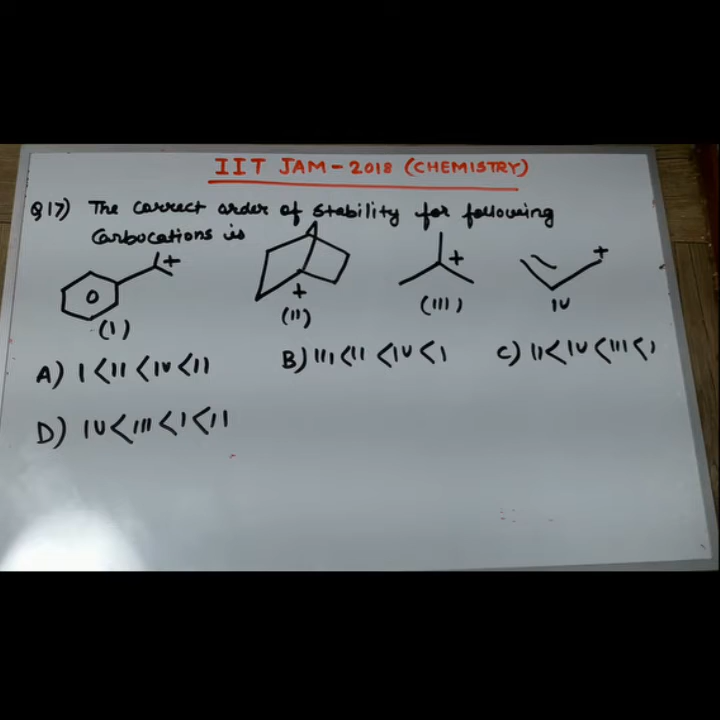 IIT JAM-2018 (CHEMISTRY)
Q17) The correct order of stability for following
Carbocations is
+
+
+
+
(I)
(II)
(III)
IV
A) I < II < IV < II
B) III < II < IV < I
C) II < IV < III < I
D) IV < III < I < II